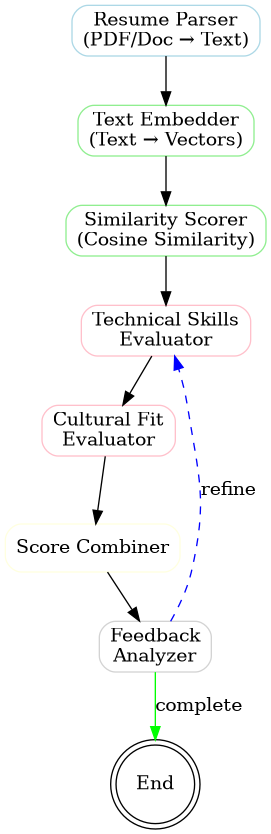 Resume Parser
(PDF/Doc → Text)
Text Embedder
(Text → Vectors)
Similarity Scorer
(Cosine Similarity)
Technical Skills
Evaluator
Cultural Fit
Evaluator
refine
Score Combiner
Feedback
Analyzer
complete
End